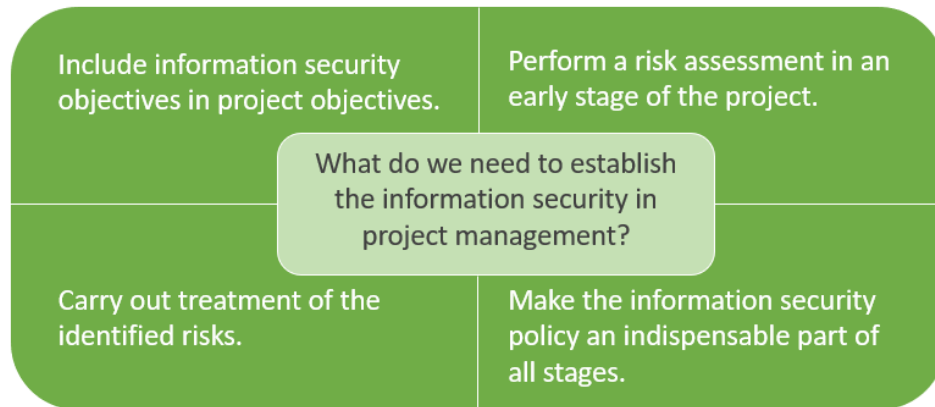 Include information security
objectives in project objectives.
Perform a risk assessment in an
early stage of the project.
What do we need to establish
the information security in
project management?
Carry out treatment of the
identified risks.
Make the information security
policy an indispensable part of
all stages.